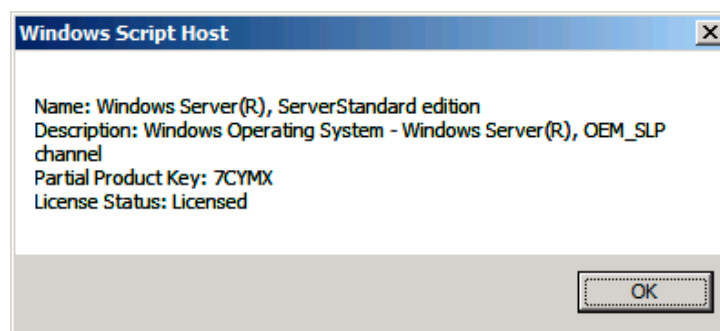 Windows Script Host
Name: Windows Server(R), ServerStandard edition
Description: Windows Operating System - Windows Server(R), OEM_SLP
channel
Partial Product Key: 7CYMX
License Status: Licensed
OK